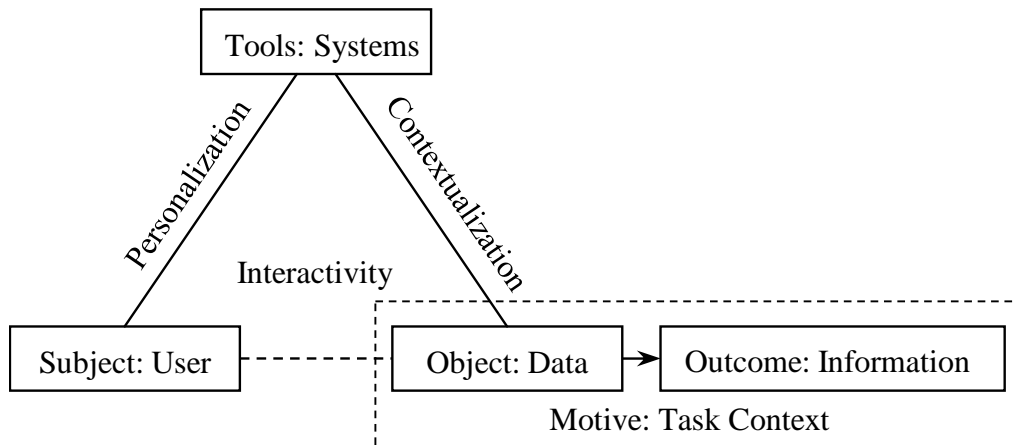 Tools: Systems
Personalization
Contextualization
Interactivity
Subject: User
Object: Data
Outcome: Information
Motive: Task Context